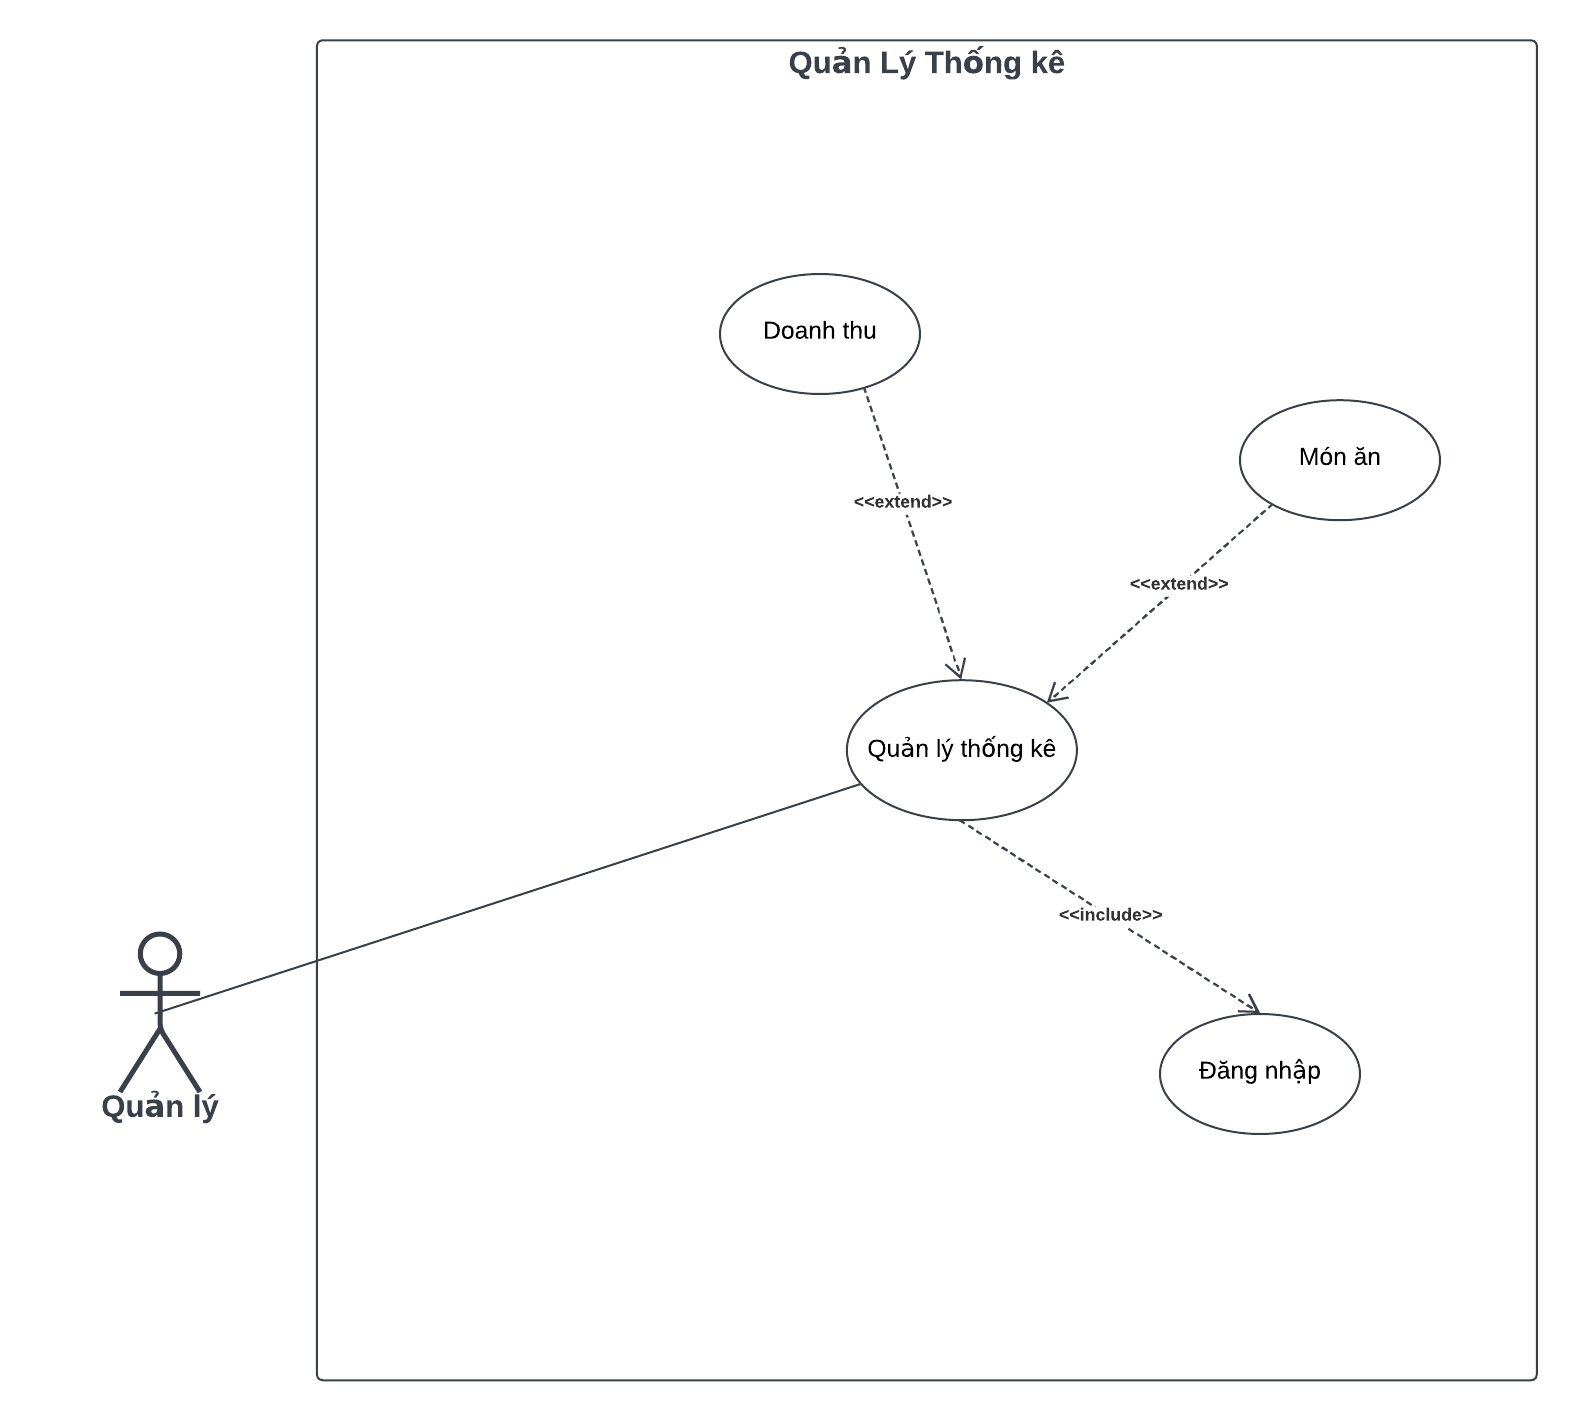 Quản Lý Thống kê
Doanh thu
Món ăn
<<extend>>
<<extend>>
Quản lý thống kê
<<include>>
Đăng nhập
Quản lý